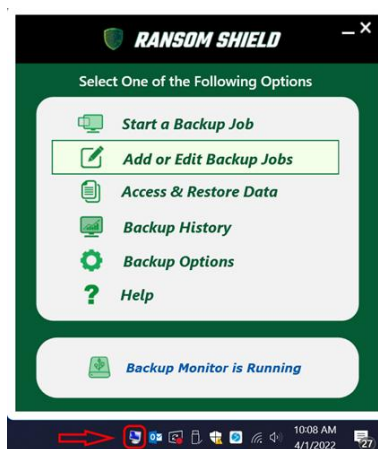 RANSOM SHIELD
Select One of the Following Options
Start a Backup Job
Add or Edit Backup Jobs
Access & Restore Data
Backup History
Backup Options
? Help
Backup Monitor is Running
10:08 AM
4/1/2022
27